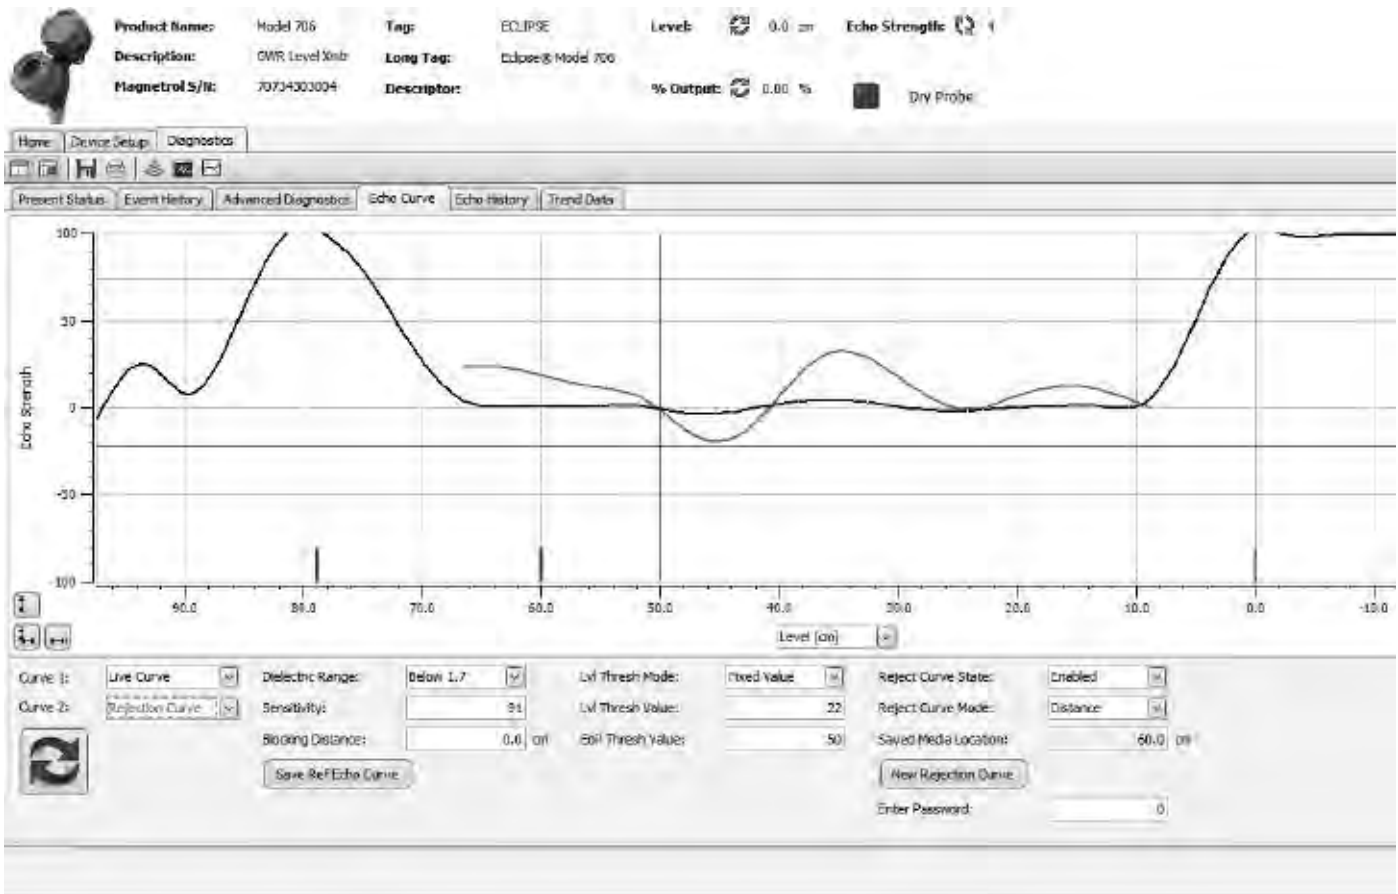 Product Name: Model 706 Tag: ECLIPSE Level: 0.0 cm Echo Strength:
Description: GWR Level Xmtr Long Tag: Eclipse® Model 706
Magnetrol S/N: Descriptor: % Output: 0.00 % Dry Probe
Home Device Setup Diagnostics
Present Status Event History Advanced Diagnostics Echo Curve Echo History Trend Data
100
50
0
-50
-100
Echo Strength
90.0 80.0 70.0 60.0 50.0 40.0 30.0 20.0 10.0 0.0 -10.0
Level (cm)
Curve 1: Live Curve Dielectric Range: Below 1.7 Lvl Thresh Mode: Fixed Value Reject Curve State: Enabled
Curve 2: Rejection Curve Sensitivity: 91 Lvl Thresh Value: 22 Reject Curve Mode: Distance
Blocking Distance: 0.0 cm EoP Thresh Value: 50 Saved Media Location: 60.0 cm
Save Ref Echo Curve New Rejection Curve
Enter Password: 0